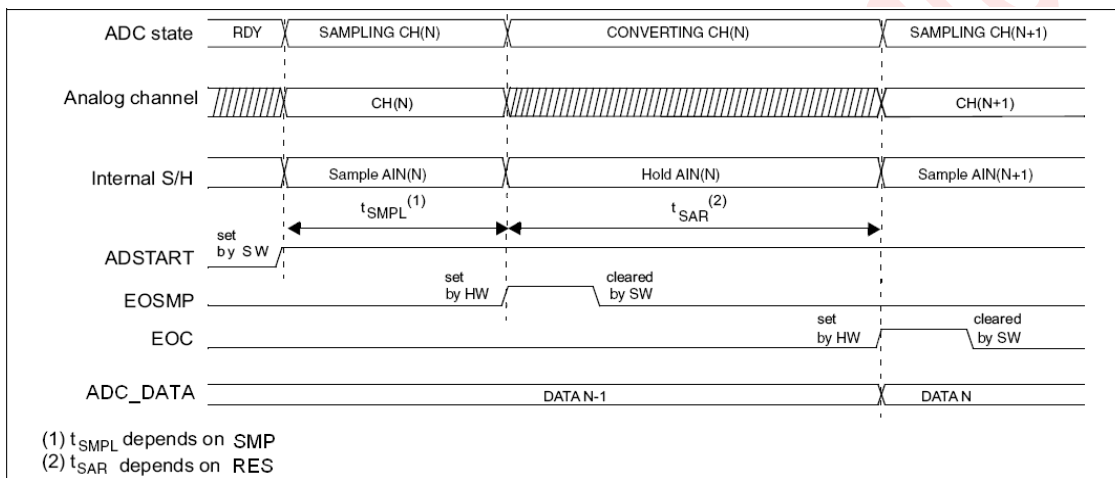 ADC state RDY SAMPLING CH(N) CONVERTING CH(N) SAMPLING CH(N+1)
Analog channel CH(N) CH(N+1)
Internal S/H Sample AIN(N) Hold AIN(N) Sample AIN(N+1)
tSMPL(1) tSAR(2)
set
by SW
ADSTART
set cleared
by HW by SW
EOSMP
set cleared
by HW by SW
EOC
ADC_DATA DATA N-1 DATA N
(1) tSMPL depends on SMP
(2) tSAR depends on RES